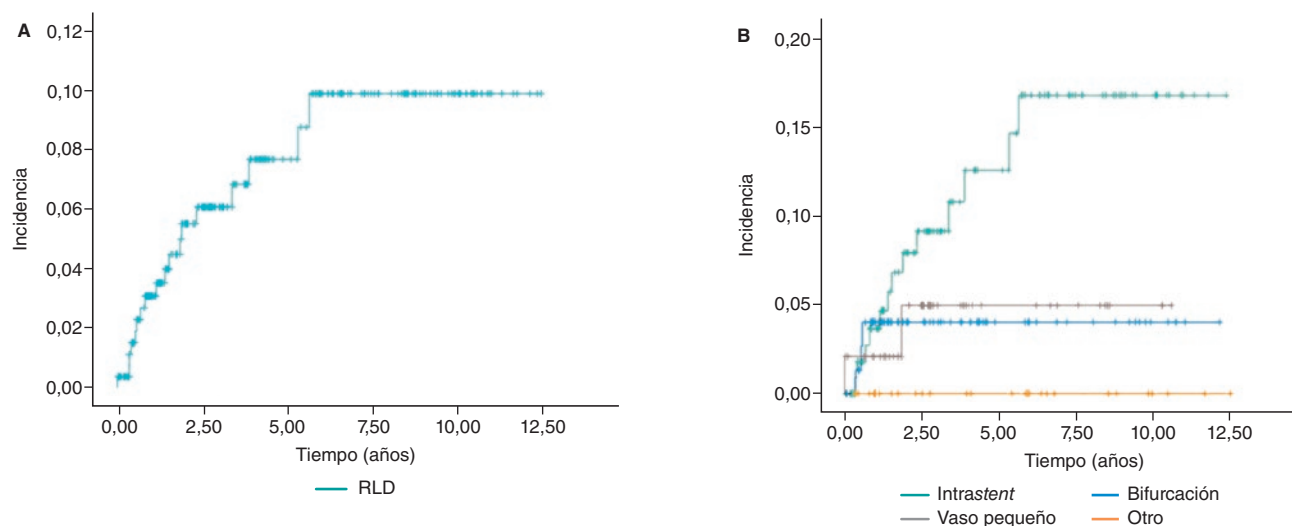 A
0,12
0,10
0,08
0,06
0,04
0,02
0,00
Incidencia
0,00 2,50 5,00 7,50 10,00 12,50
Tiempo (años)
RLD
B
0,20
0,15
0,10
0,05
0,00
Incidencia
0,00 2,50 5,00 7,50 10,00 12,50
Tiempo (años)
Intrastent Bifurcación
Vaso pequeño Otro